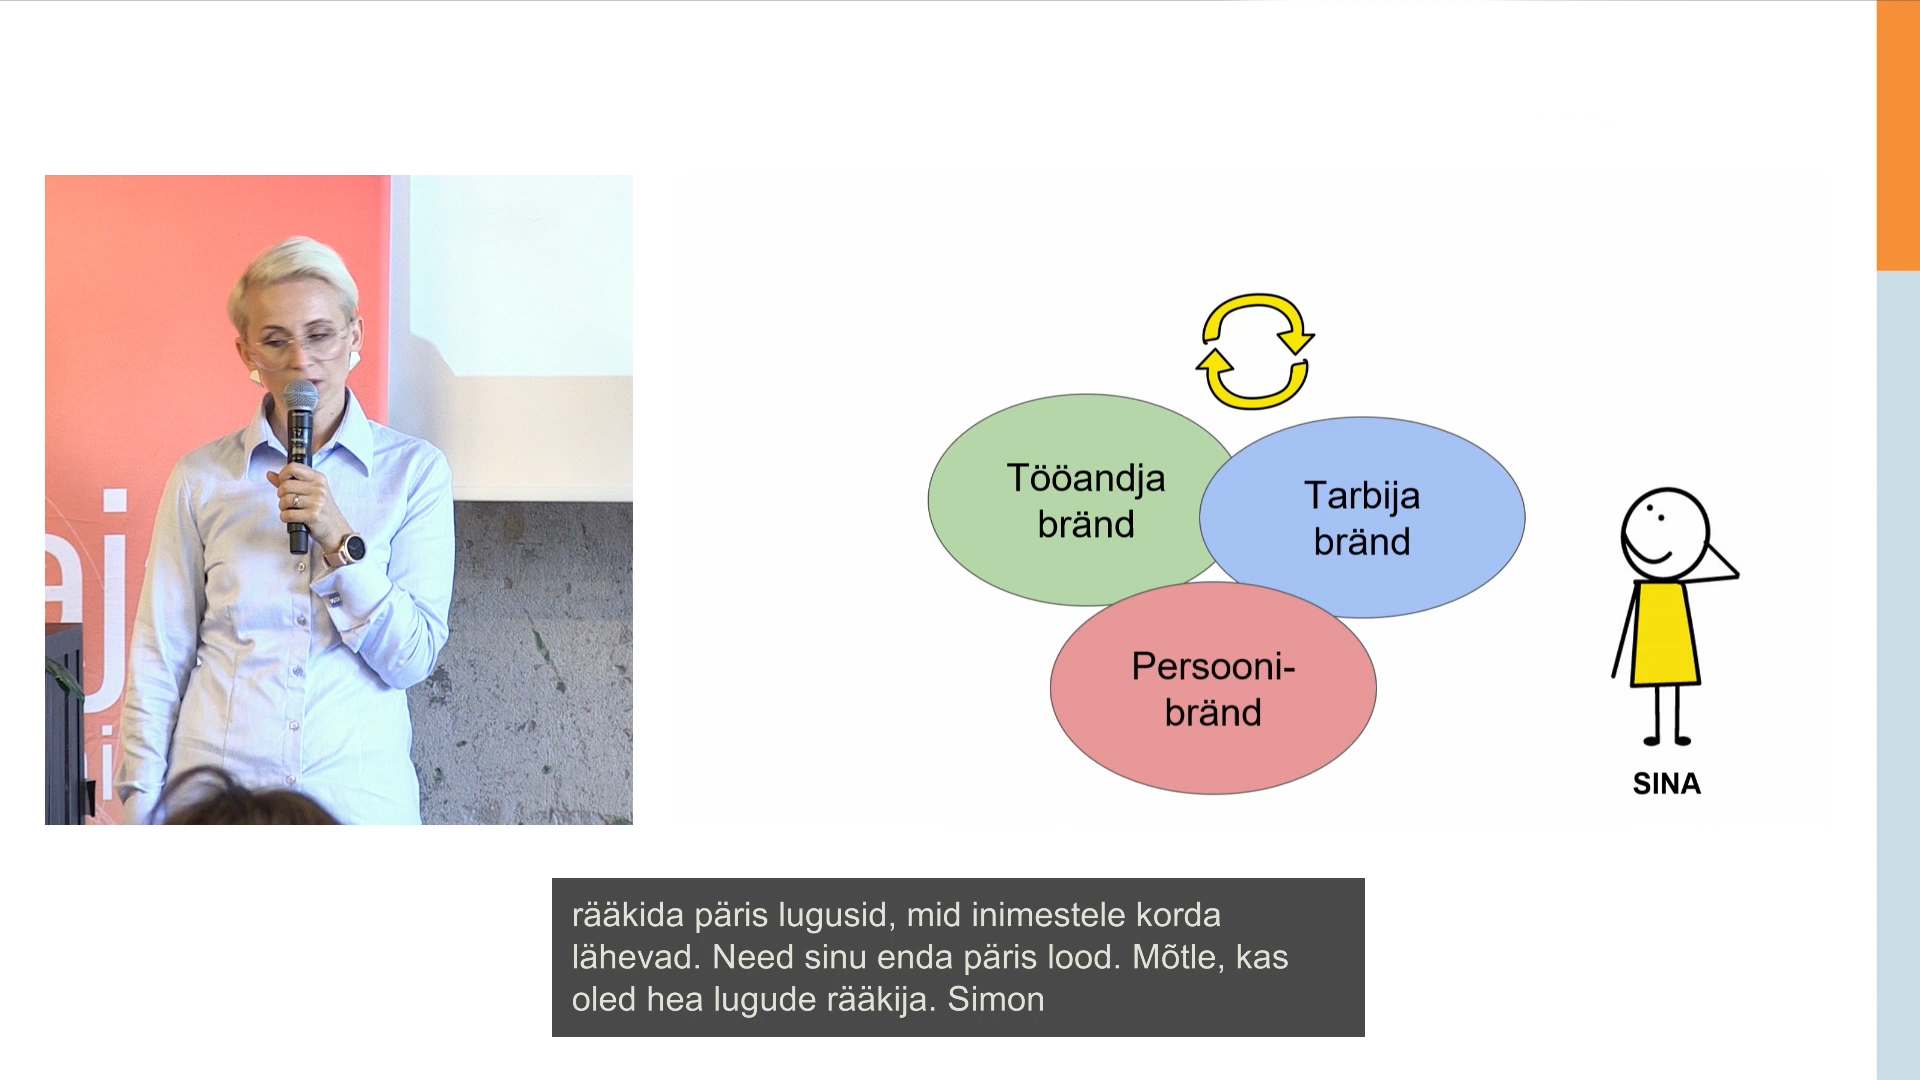 Tööandja
bränd
Tarbija
bränd
Persooni-
bränd
SINA
rääkida päris lugusid, mid inimestele korda
lähevad. Need sinu enda päris lood. Mõtle, kas
oled hea lugude rääkija. Simon